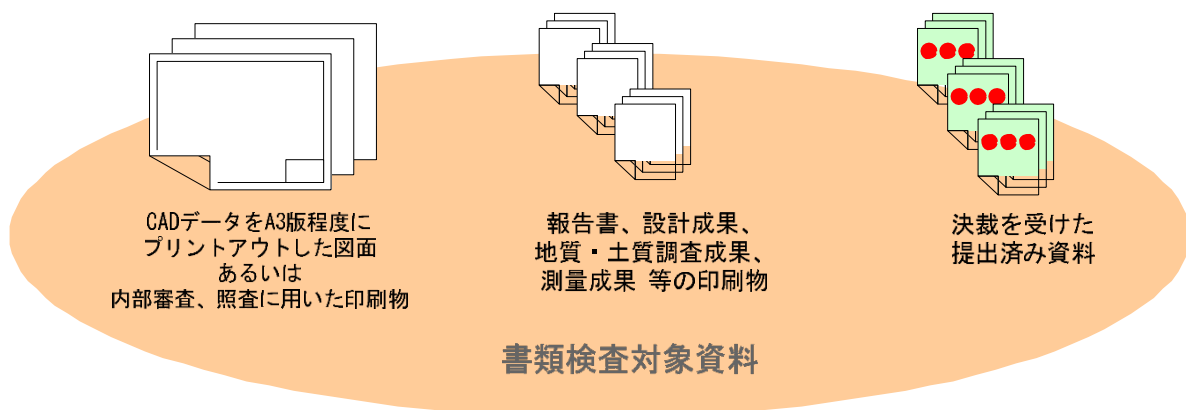 CADデータをA3版程度に
プリントアウトした図面
あるいは
内部審査、照査に用いた印刷物
報告書、設計成果、
地質・土質調査成果、
測量成果 等の印刷物
決裁を受けた
提出済み資料
書類検査対象資料